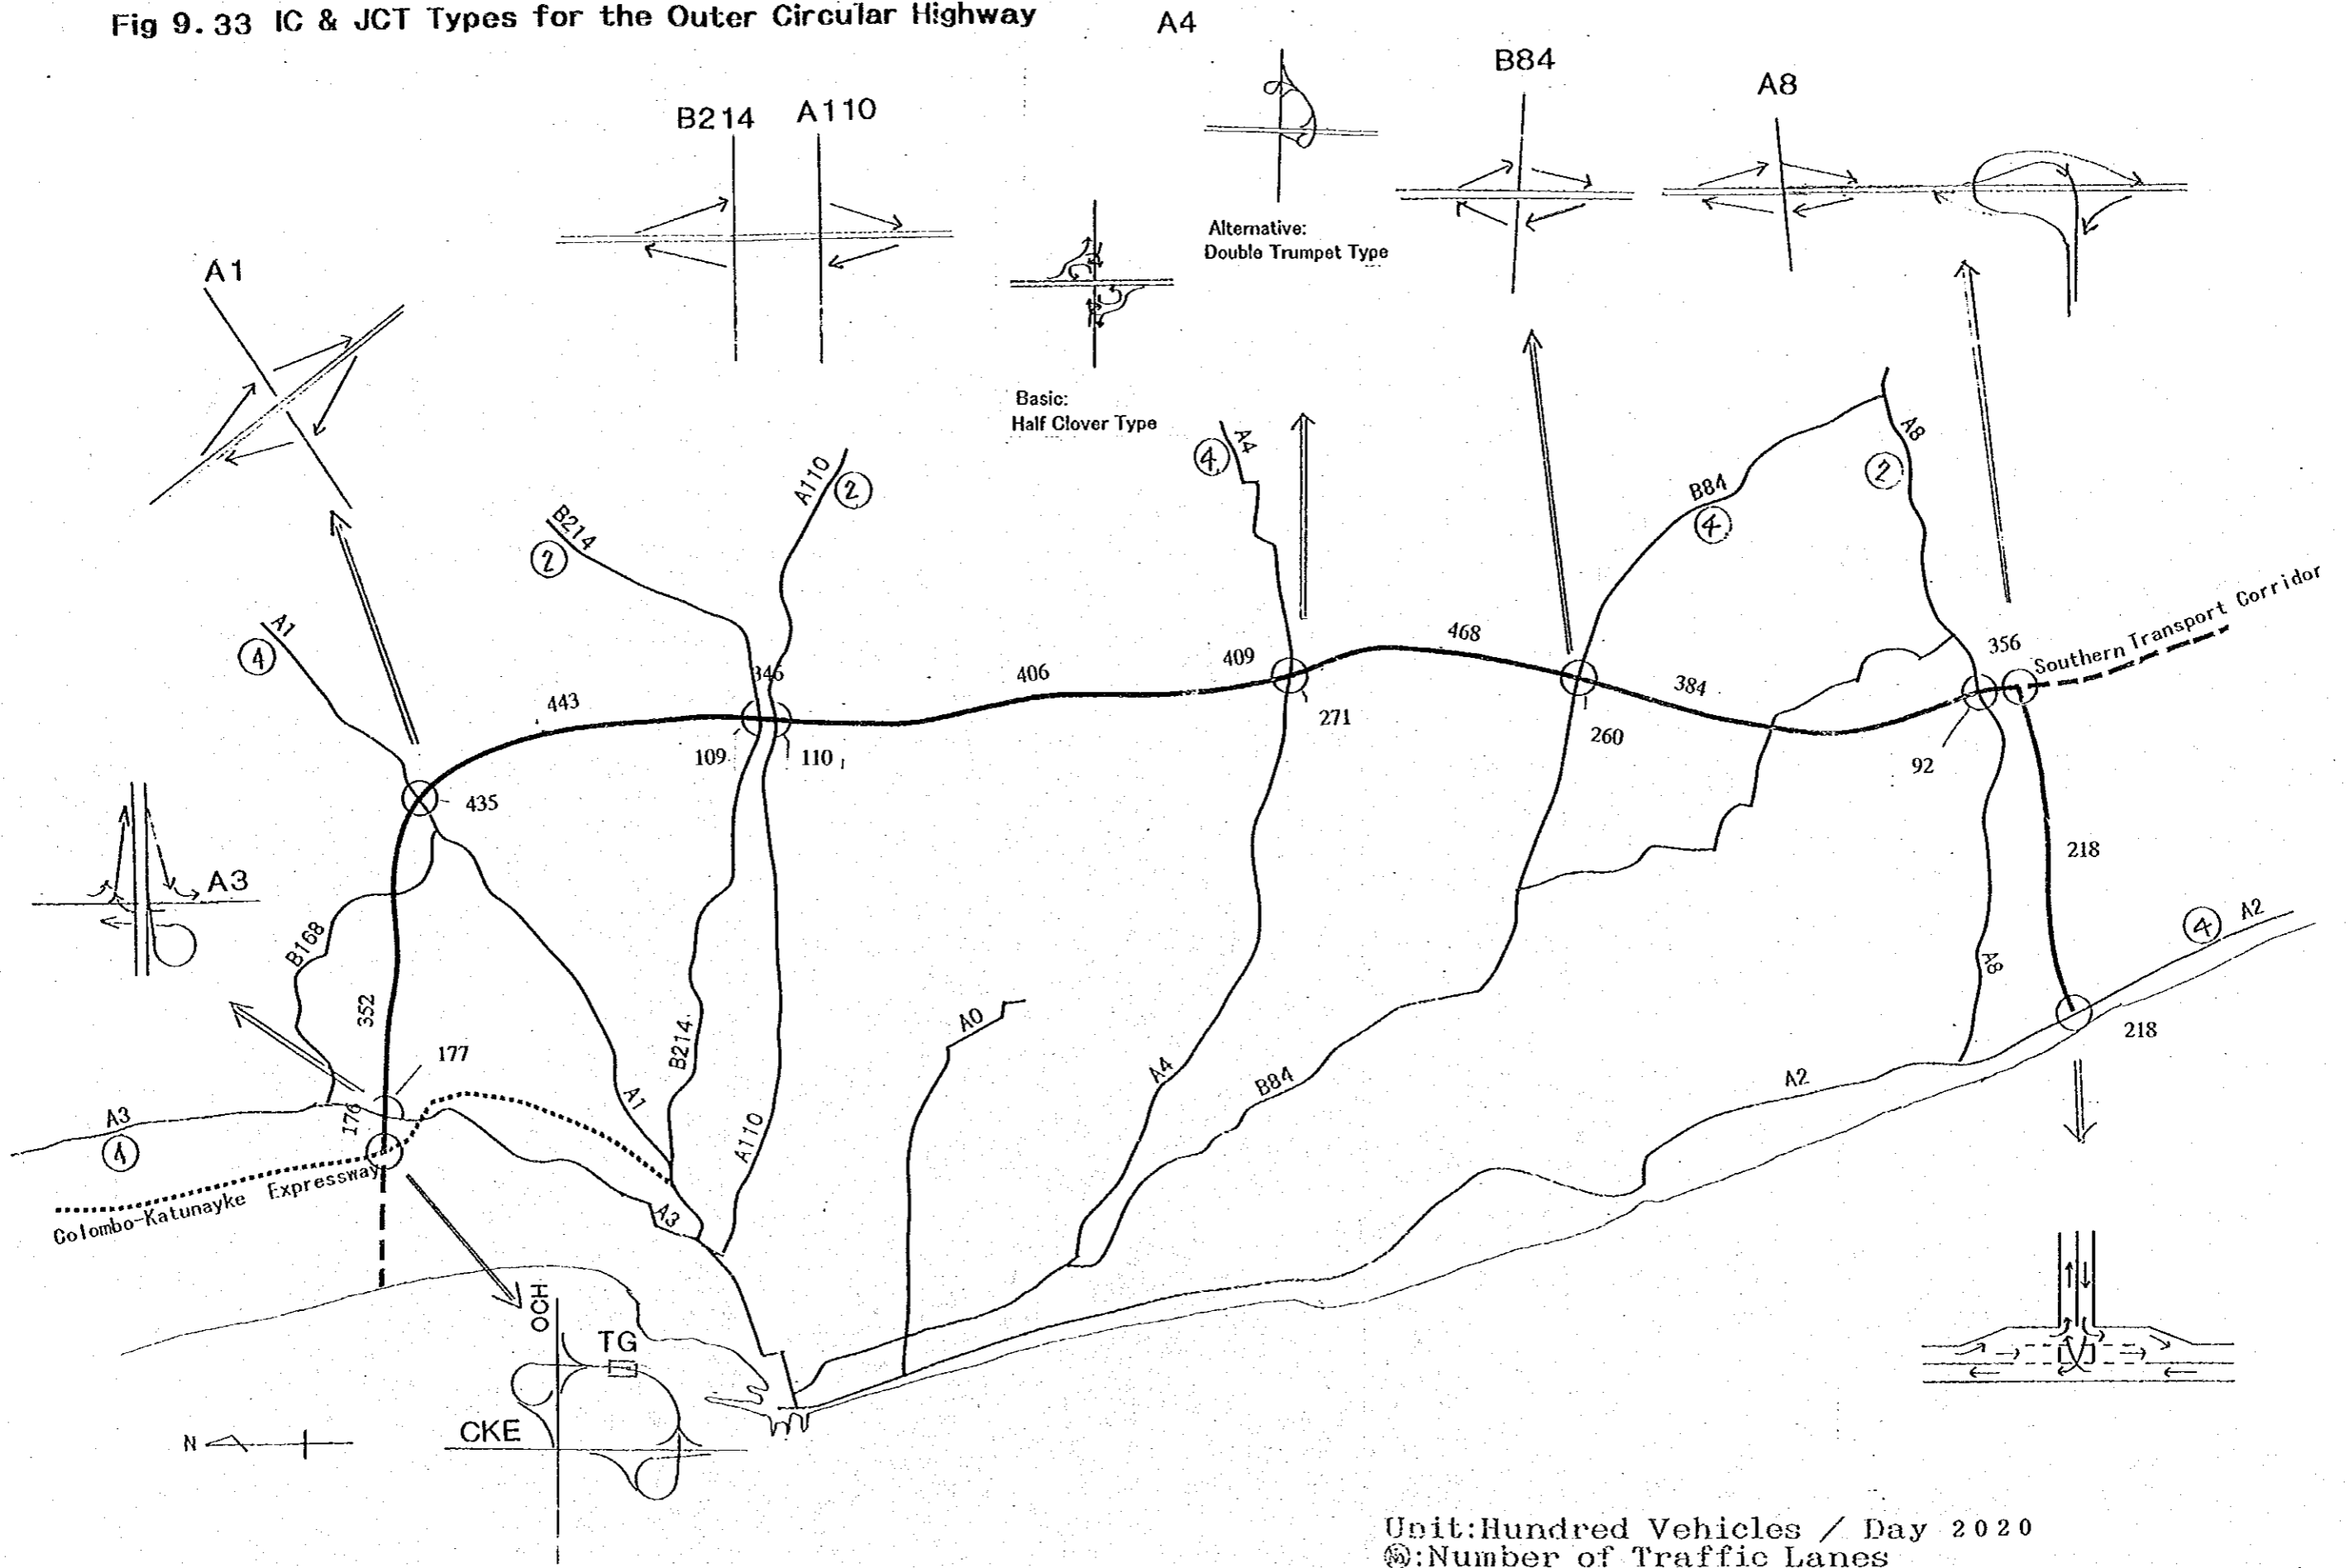 Fig 9.33 IC & JCT Types for the Outer Circular Highway
A4
B84
A8
B214
A110
A1
Alternative:
Double Trumpet Type
Basic:
Half Clover Type
A4
4
A8
2
B84
4
A110
2
B214
2
A1
4
443
346
406
409
468
384
356
Southern Transport Corridor
271
260
92
109
110
435
218
A3
B168
352
177
176
A3
4
Colombo-Katunayke Expressway
A1
B214
A110
A0
A4
B84
A2
A8
4
A2
218
A3
OCH
TG
CKE
N
Unit:Hundred Vehicles / Day 2020
:Number of Traffic Lanes